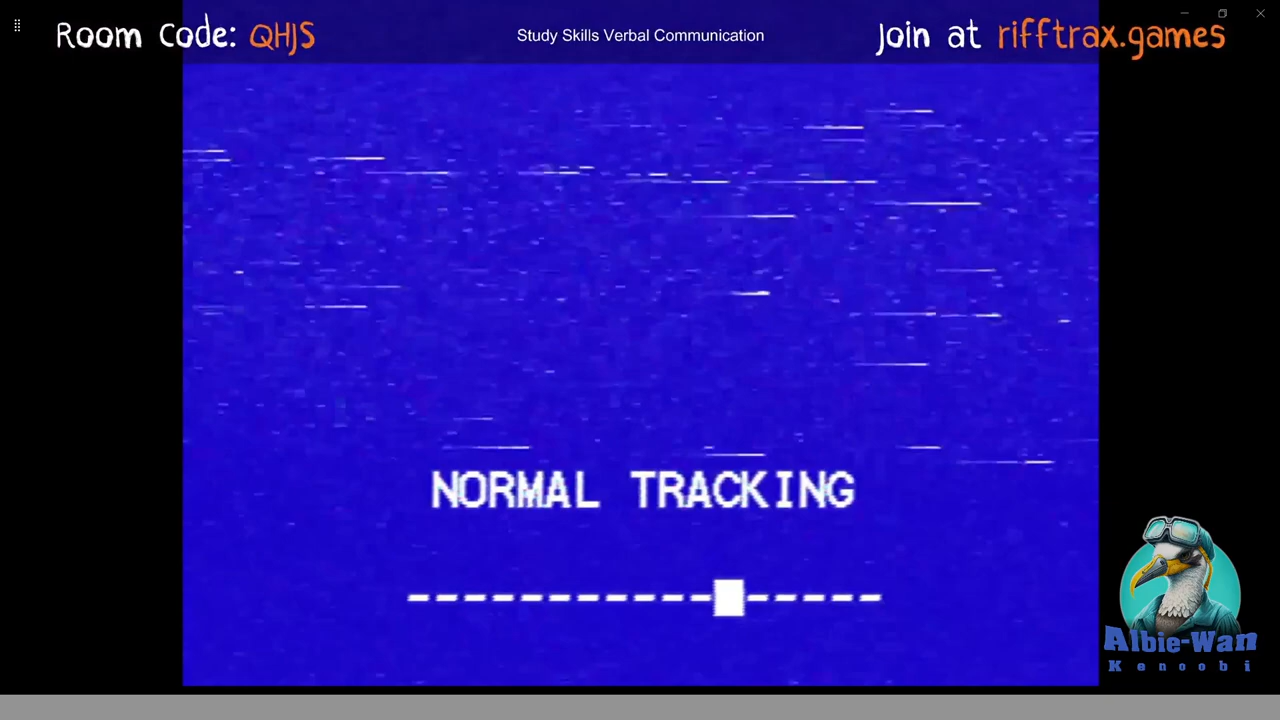 Room Code: QHJS
Study Skills Verbal Communication
Join at rifftrax.games
NORMAL TRACKING
Albie-Wan
Kenoobi